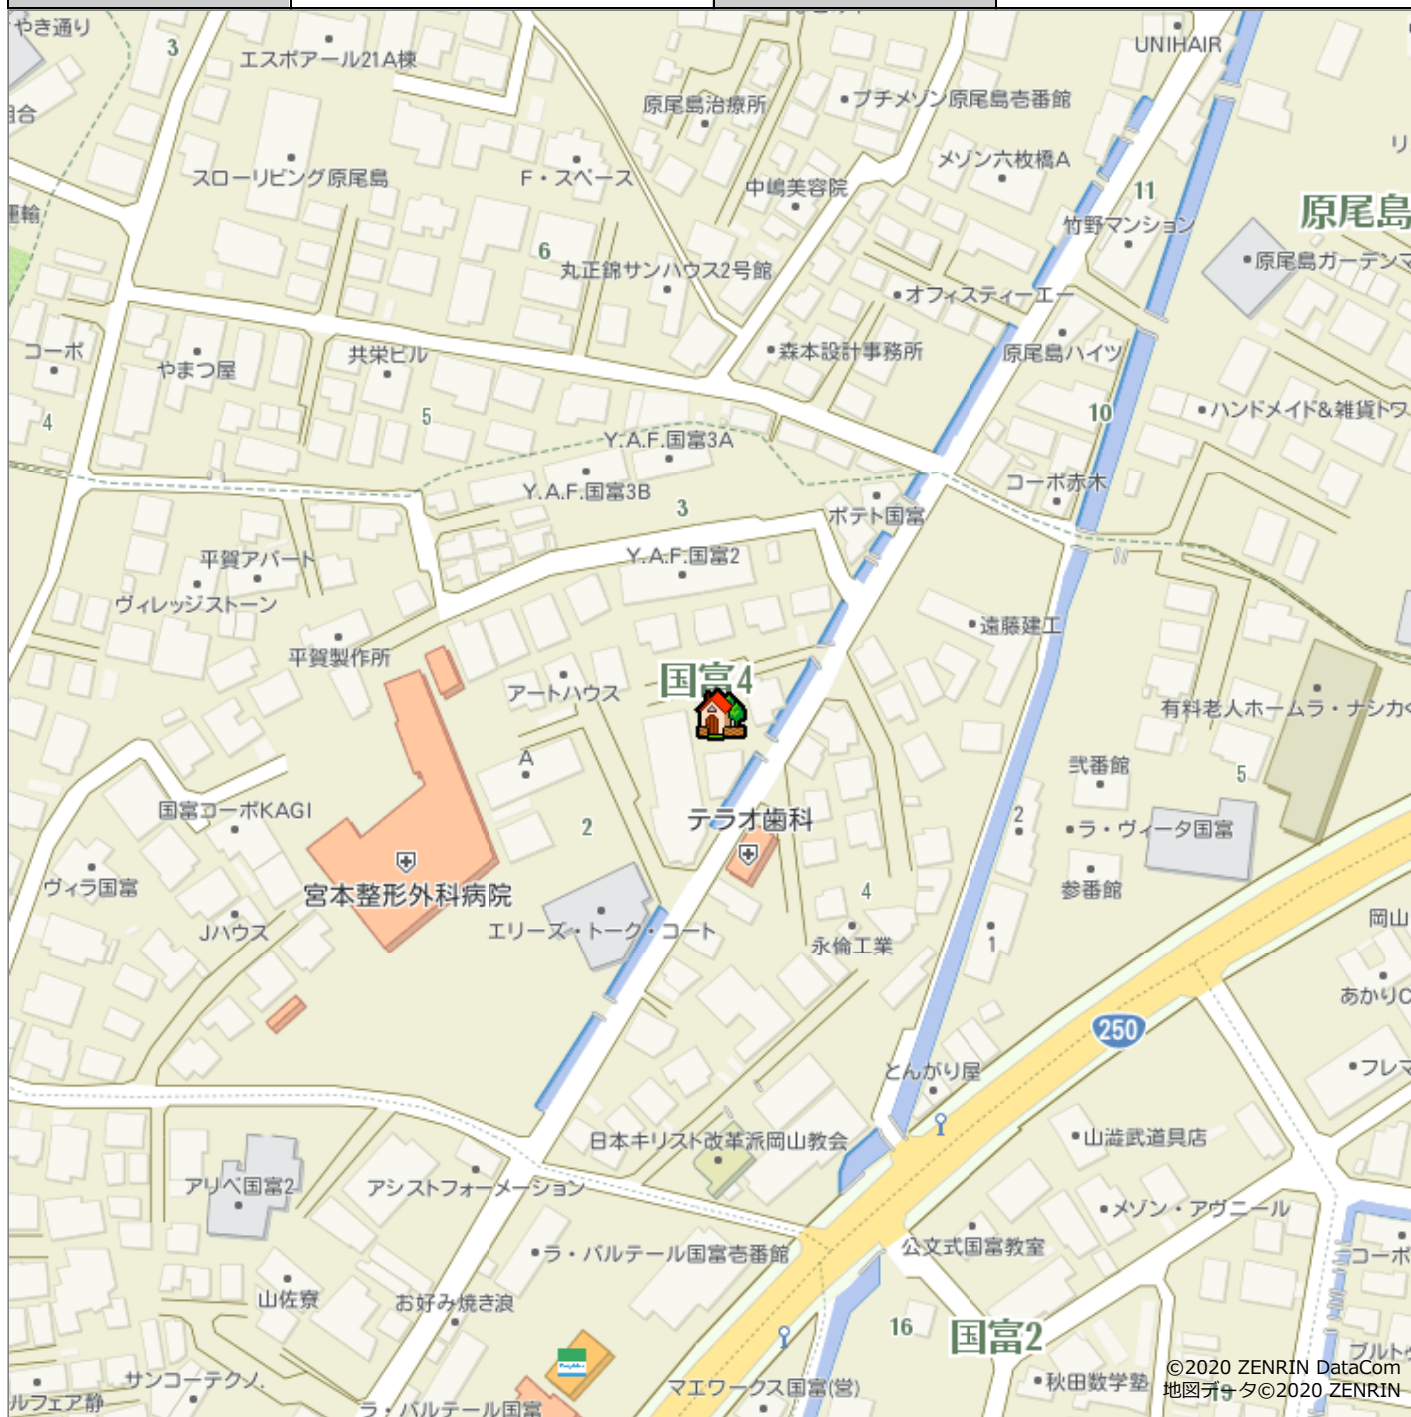 やき通り
3
エスポアール21A棟
UNIHAIR
組合
原尾島治療所
プチメゾン原尾島壱番館
リ
スローリビング原尾島
F・スペース
中嶋美容院
メゾン六枚橋A
11
運輸
竹野マンション
原尾島
6
丸正錦サンハウス2号館
原尾島ガーデンマ
オフィスティーエー
コーポ
やまつ屋
共栄ビル
森本設計事務所
原尾島ハイツ
4
5
10
ハンドメイド&雑貨トワ
Y.A.F.国富3A
Y.A.F.国富3B
コーポ赤木
3
ポテト国富
平賀アパート
Y.A.F.国富2
ヴィレッジストーン
遠藤建工
平賀製作所
アートハウス
国富4
有料老人ホームラ・ナシカく
A
弐番館
5
国富コーポKAGI
2
テラオ歯科
2
ラ・ヴィータ国富
ヴィラ国富
宮本整形外科病院
4
参番館
Jハウス
エリーズ・トーク・コート
永倫工業
1
岡山
あかりC
250
とんがり屋
フレマ
日本キリスト改革派岡山教会
山滋武道具店
アリベ国富2
アシストフォーメーション
メゾン・アヴニール
ラ・バルテール国富壱番館
公文式国富教室
コーポ
山佐寮
お好み焼き浪
16
国富2
ブルトゥ
サンコーテクノ.
マエワークス国富(営)
秋田数学塾
19
ルフェア静
ラ・バルテール国富
©2020 ZENRIN DataCom
地図データ©2020 ZENRIN